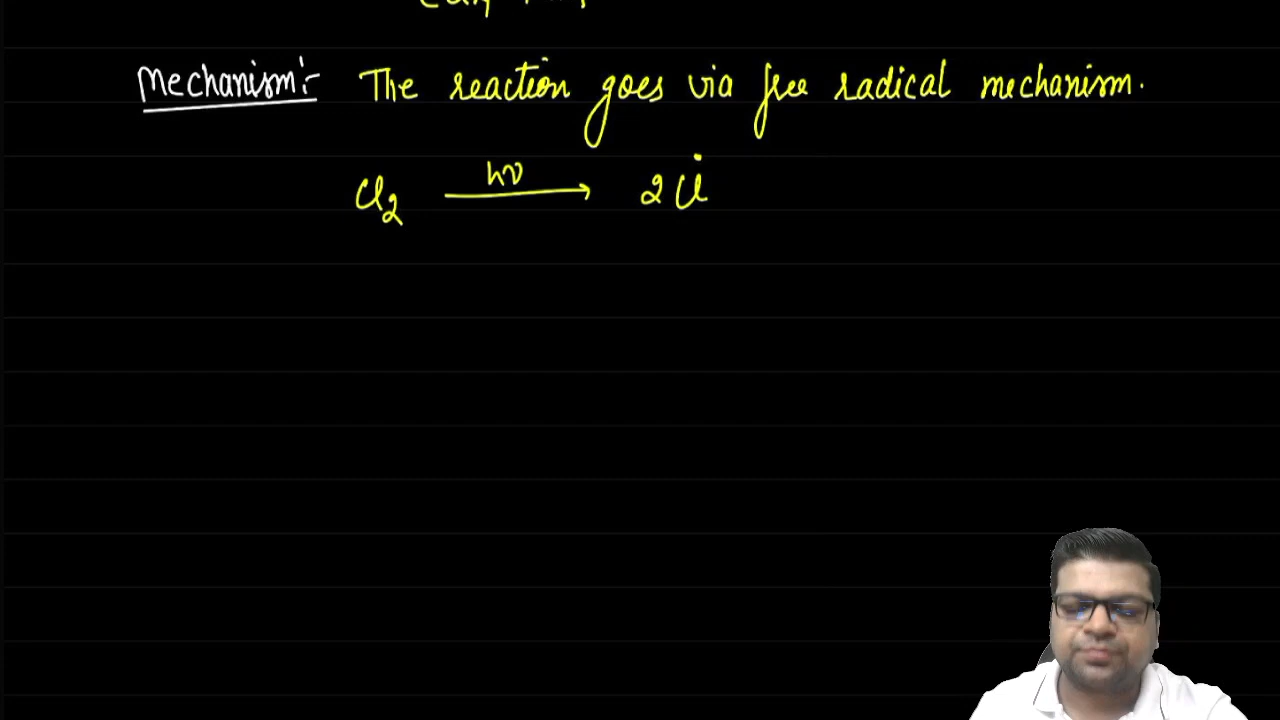 Mechanism:- The reaction goes via free radical mechanism.
Cl₂ hν → 2Cl̇